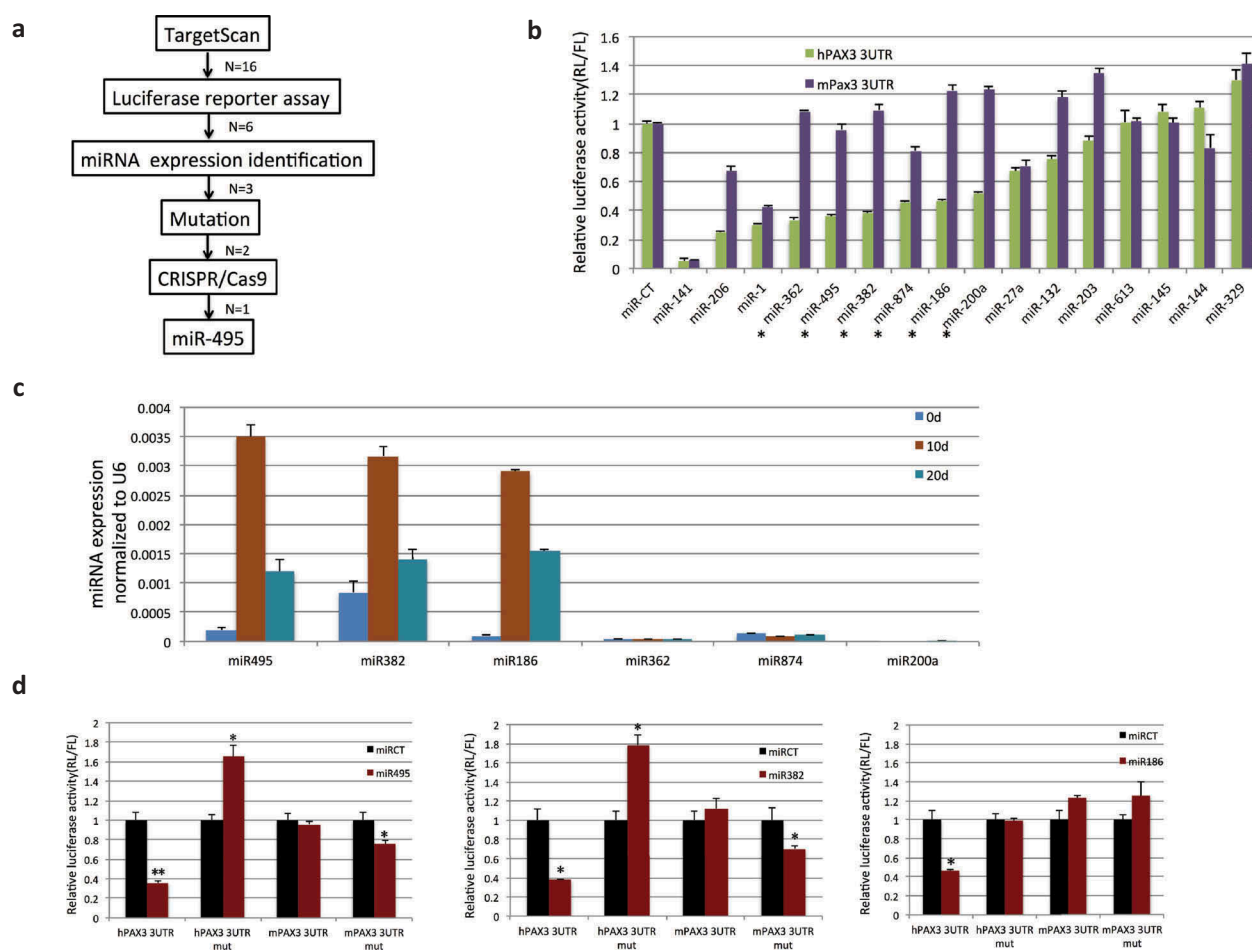 a
TargetScan
N=16
Luciferase reporter assay
N=6
miRNA expression identification
N=3
Mutation
N=2
CRISPR/Cas9
N=1
miR-495
b
Relative luciferase activity(RL/FL)
1.6
1.4
1.2
1
0.8
0.6
0.4
0.2
0
hPAX3 3UTR
mPax3 3UTR
miR-CT
miR-141
miR-206
miR-1
miR-362
miR-495
miR-382
miR-874
miR-186
miR-200a
miR-27a
miR-132
miR-203
miR-613
miR-145
miR-144
miR-329
* * * * * *
c
miRNA expression
normalized to U6
0.004
0.0035
0.003
0.0025
0.002
0.0015
0.001
0.0005
0
0d
10d
20d
miR495 miR382 miR186 miR362 miR874 miR200a
d
Relative luciferase activity(RL/FL)
2
1.8
1.6
1.4
1.2
1
0.8
0.6
0.4
0.2
0
miRCT
miR495
** * *
hPAX3 3UTR hPAX3 3UTR mut mPAX3 3UTR mPAX3 3UTR mut
Relative luciferase activity(RL/FL)
2
1.8
1.6
1.4
1.2
1
0.8
0.6
0.4
0.2
0
miRCT
miR382
* * *
hPAX3 3UTR hPAX3 3UTR mut mPAX3 3UTR mPAX3 3UTR mut
Relative luciferase activity(RL/FL)
2
1.8
1.6
1.4
1.2
1
0.8
0.6
0.4
0.2
0
miRCT
miR186
*
hPAX3 3UTR hPAX3 3UTR mut mPAX3 3UTR mPAX3 3UTR mut